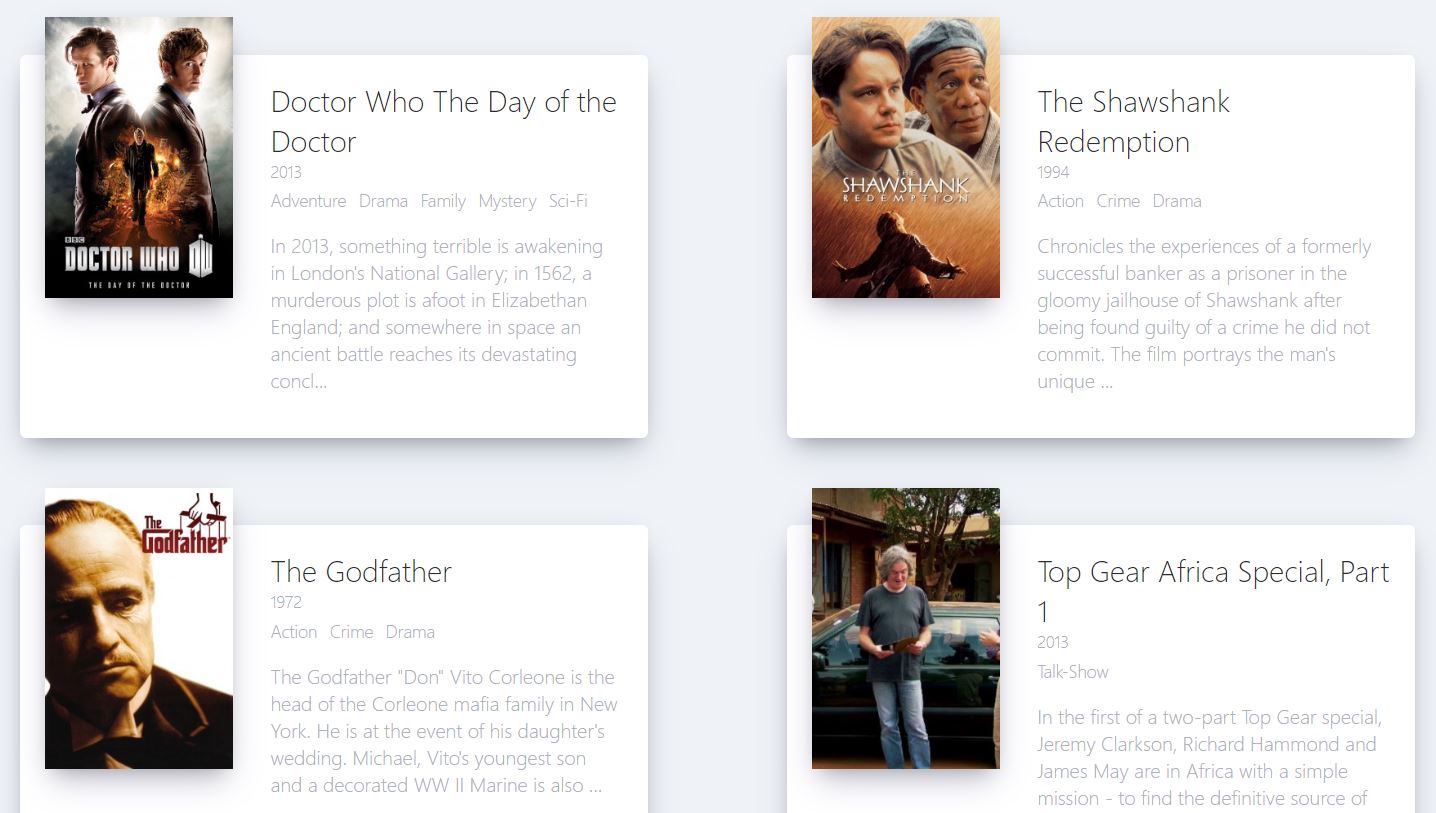 BBC
DOCTOR WHO
THE DAY OF THE DOCTOR
Doctor Who The Day of the
Doctor
2013
Adventure Drama Family Mystery Sci-Fi
In 2013, something terrible is awakening
in London's National Gallery; in 1562, a
murderous plot is afoot in Elizabethan
England; and somewhere in space an
ancient battle reaches its devastating
concl...
THE
SHAWSHANK
REDEMPTION
The Shawshank
Redemption
1994
Action Crime Drama
Chronicles the experiences of a formerly
successful banker as a prisoner in the
gloomy jailhouse of Shawshank after
being found guilty of a crime he did not
commit. The film portrays the man's
unique ...
The
Godfather
The Godfather
1972
Action Crime Drama
The Godfather "Don" Vito Corleone is the
head of the Corleone mafia family in New
York. He is at the event of his daughter's
wedding. Michael, Vito's youngest son
and a decorated WW II Marine is also ...
Top Gear Africa Special, Part
1
2013
Talk-Show
In the first of a two-part Top Gear special,
Jeremy Clarkson, Richard Hammond and
James May are in Africa with a simple
mission - to find the definitive source of